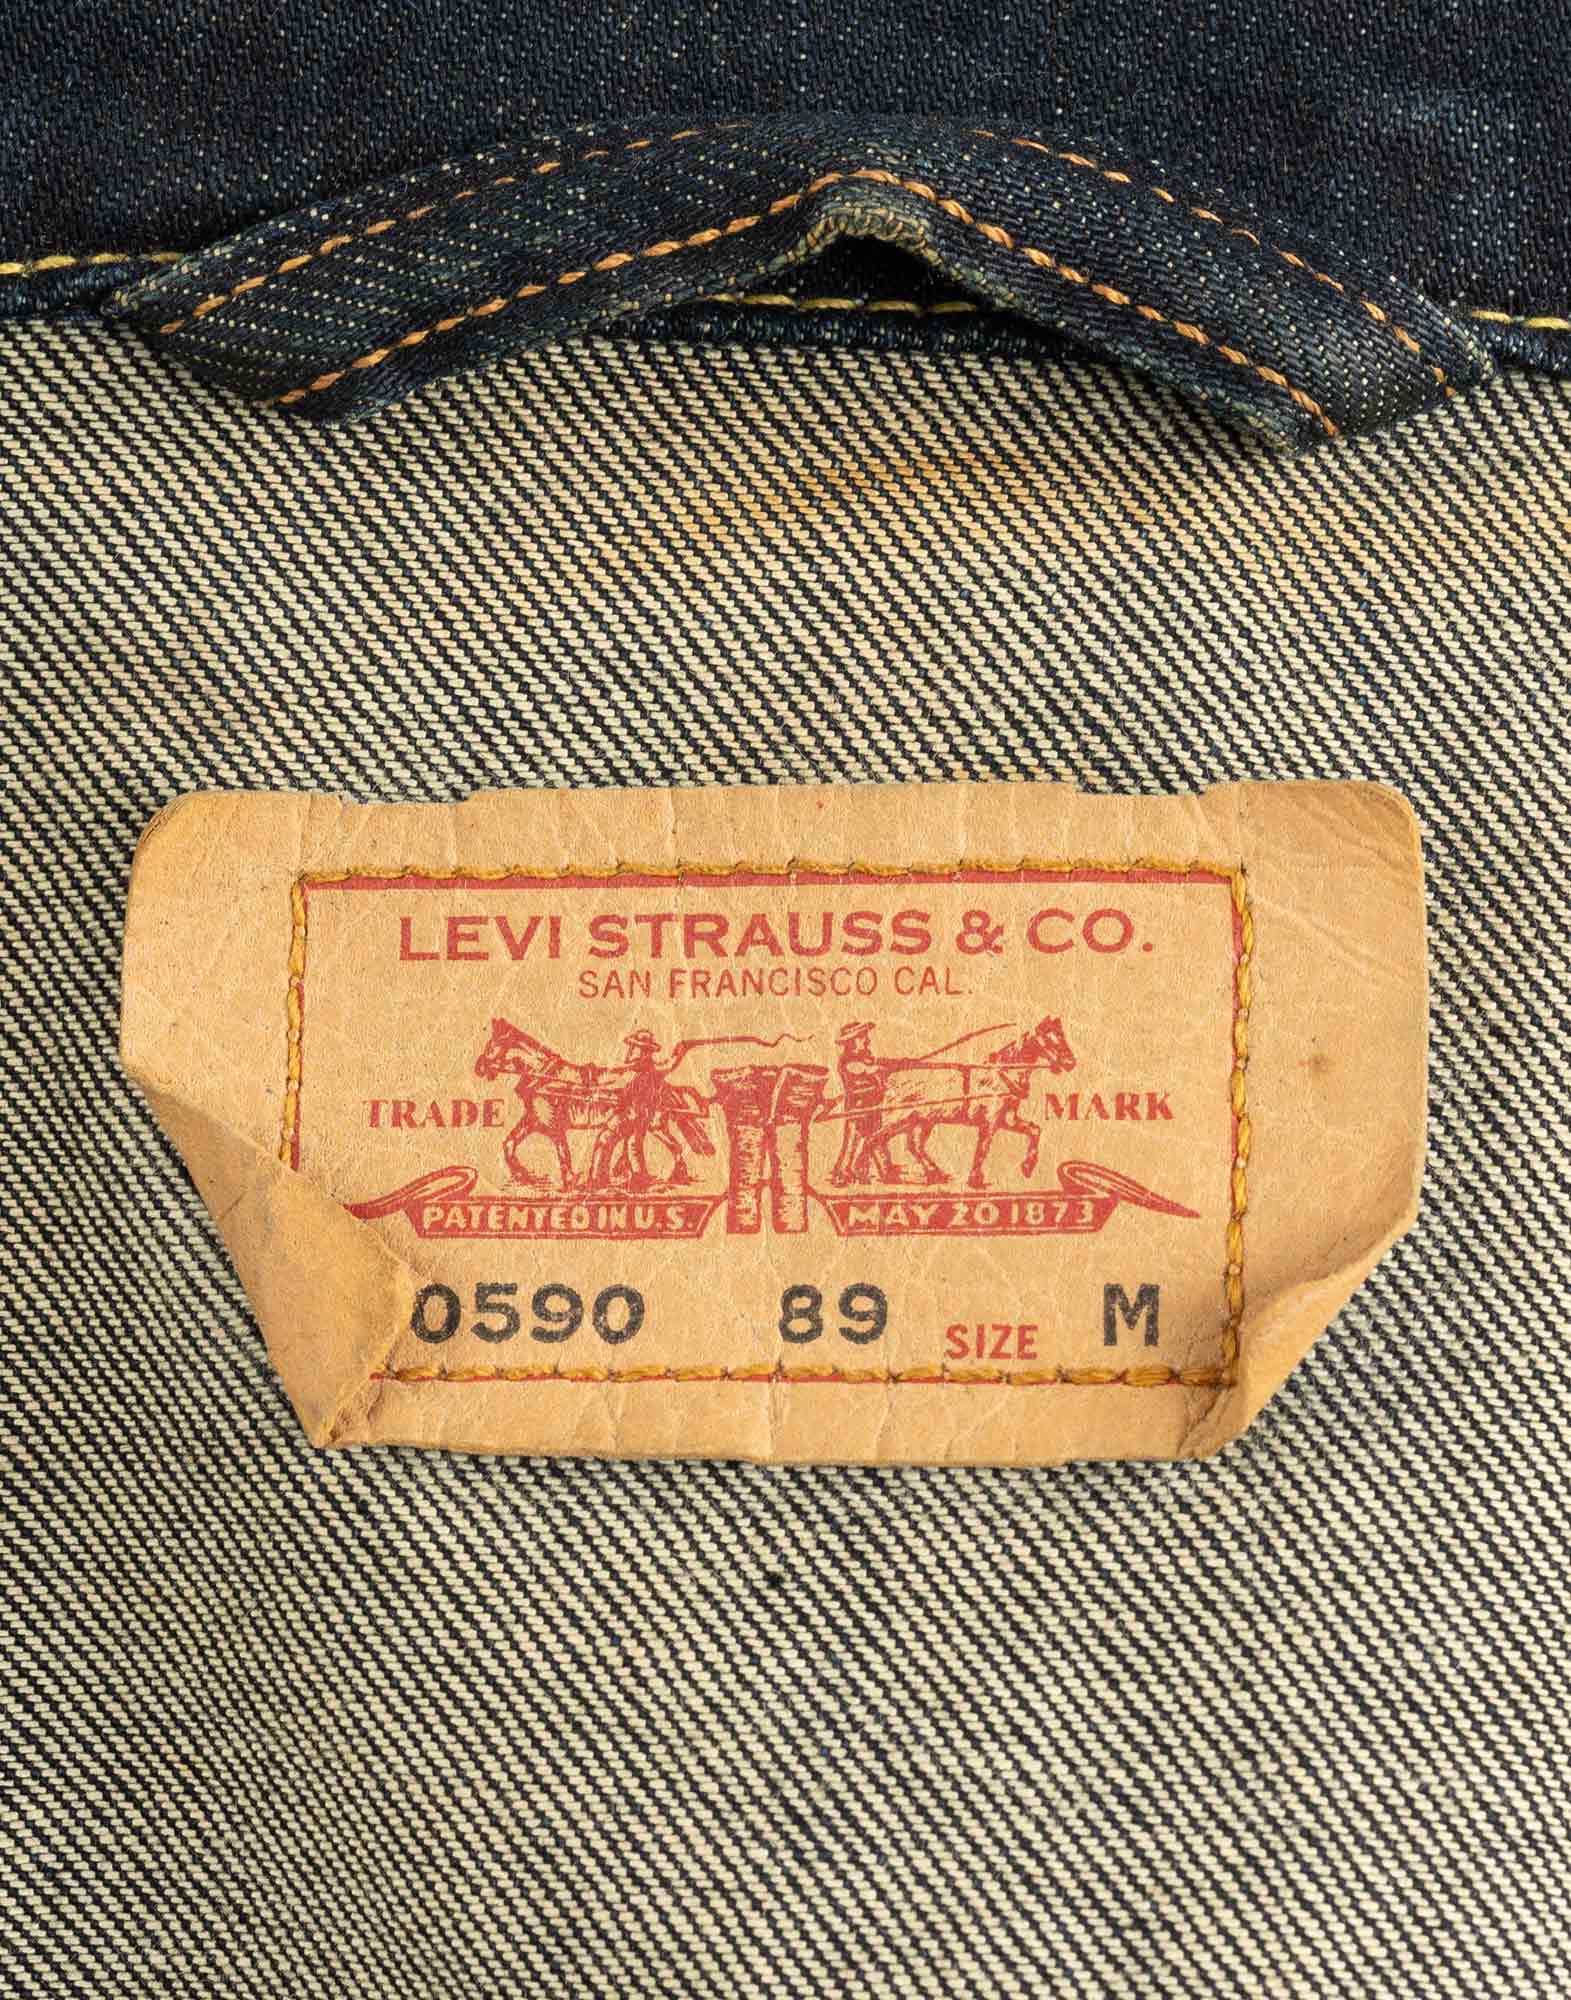 LEVI STRAUSS & CO.
SAN FRANCISCO CAL.
TRADE MARK
PATENTED IN U.S. MAY 20 1873
0590 89 SIZE M